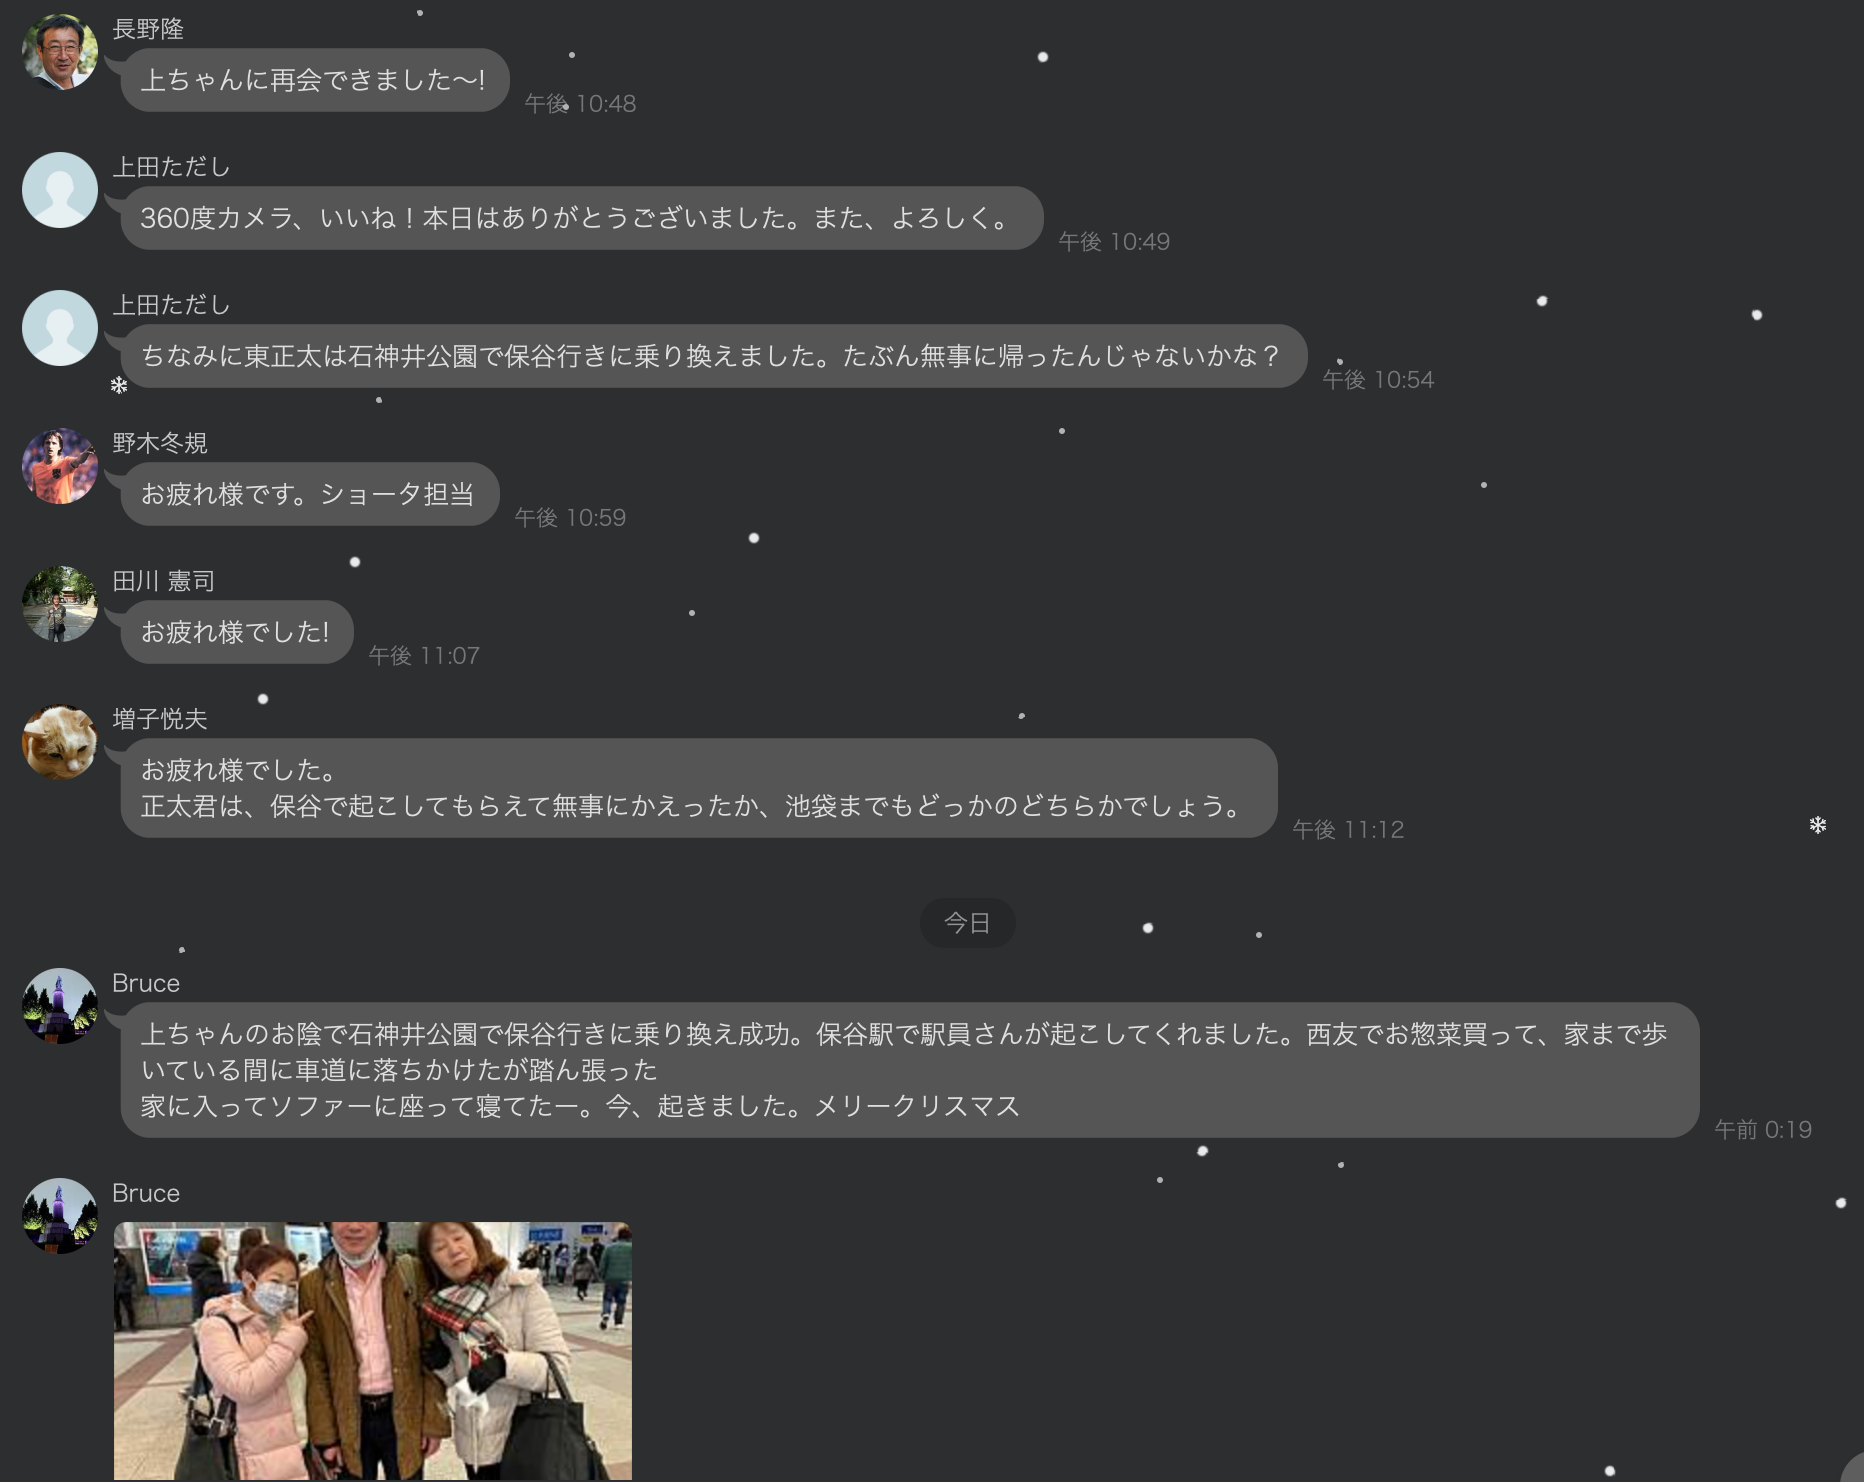 長野隆
上ちゃんに再会できました〜!
午後 10:48
上田ただし
360度カメラ、いいね！本日はありがとうございました。また、よろしく。
午後 10:49
上田ただし
ちなみに東正太は石神井公園で保谷行きに乗り換えました。たぶん無事に帰ったんじゃないかな？
午後 10:54
野木冬規
お疲れ様です。ショータ担当
午後 10:59
田川 憲司
お疲れ様でした!
午後 11:07
増子悦夫
お疲れ様でした。
正太君は、保谷で起こしてもらえて無事にかえったか、池袋までもどっかのどちらかでしょう。
午後 11:12
今日
Bruce
上ちゃんのお陰で石神井公園で保谷行きに乗り換え成功。保谷駅で駅員さんが起こしてくれました。西友でお惣菜買って、家まで歩
いている間に車道に落ちかけたが踏ん張った
家に入ってソファーに座って寝てたー。今、起きました。メリークリスマス
午前 0:19
Bruce